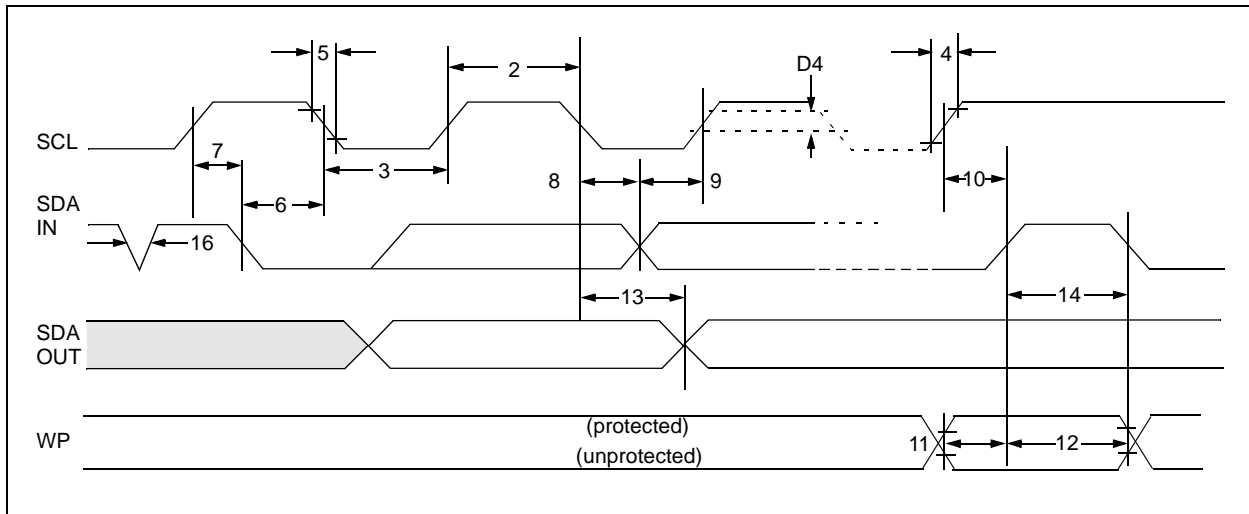 5
2
D4
4
SCL
7
3
8
9
10
SDA
IN
6
16
13
14
SDA
OUT
WP
(protected)
(unprotected)
11
12